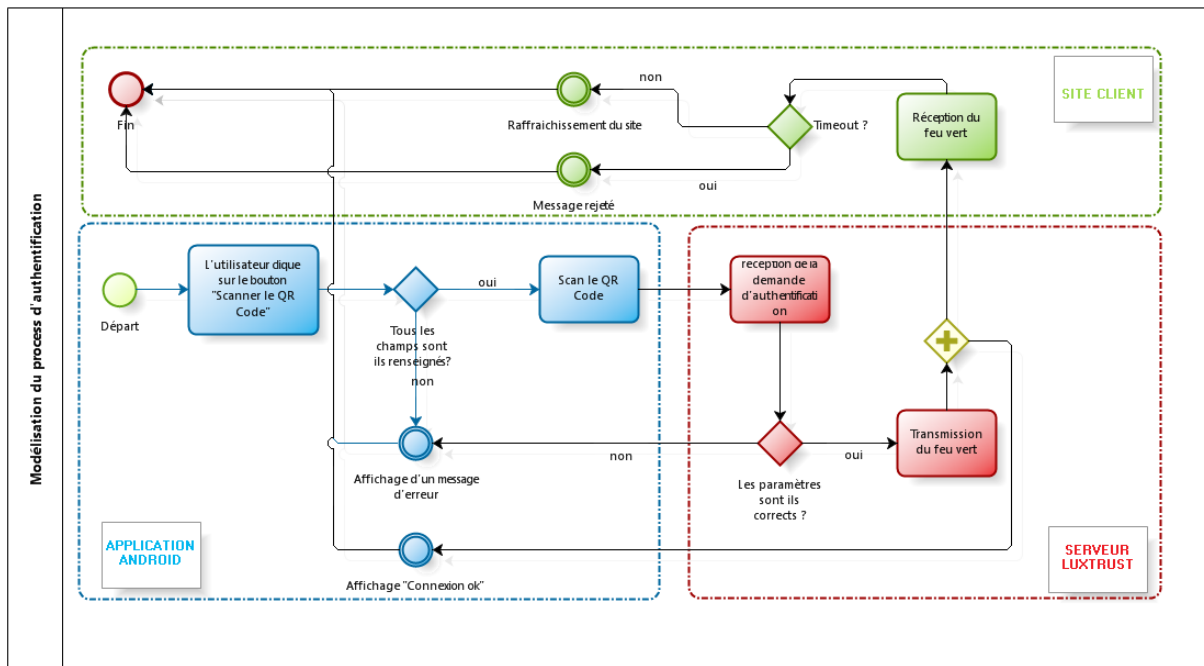 Modélisation du process d'authentification
SITE CLIENT
non
Fin
Raffraichissement du site
Timeout ?
Réception du
feu vert
oui
Message rejeté
L'utilisateur clique
sur le bouton
"Scanner le QR
Code"
Départ
oui
Tous les
champs sont
ils renseignés?
non
Scan le QR
Code
réception de la
demande
d'authentificati
on
non
oui
Transmission
du feu vert
Affichage d'un message
d'erreur
Les paramètres
sont ils
corrects ?
APPLICATION
ANDROID
Affichage "Connexion ok"
SERVEUR
LUXTRUST